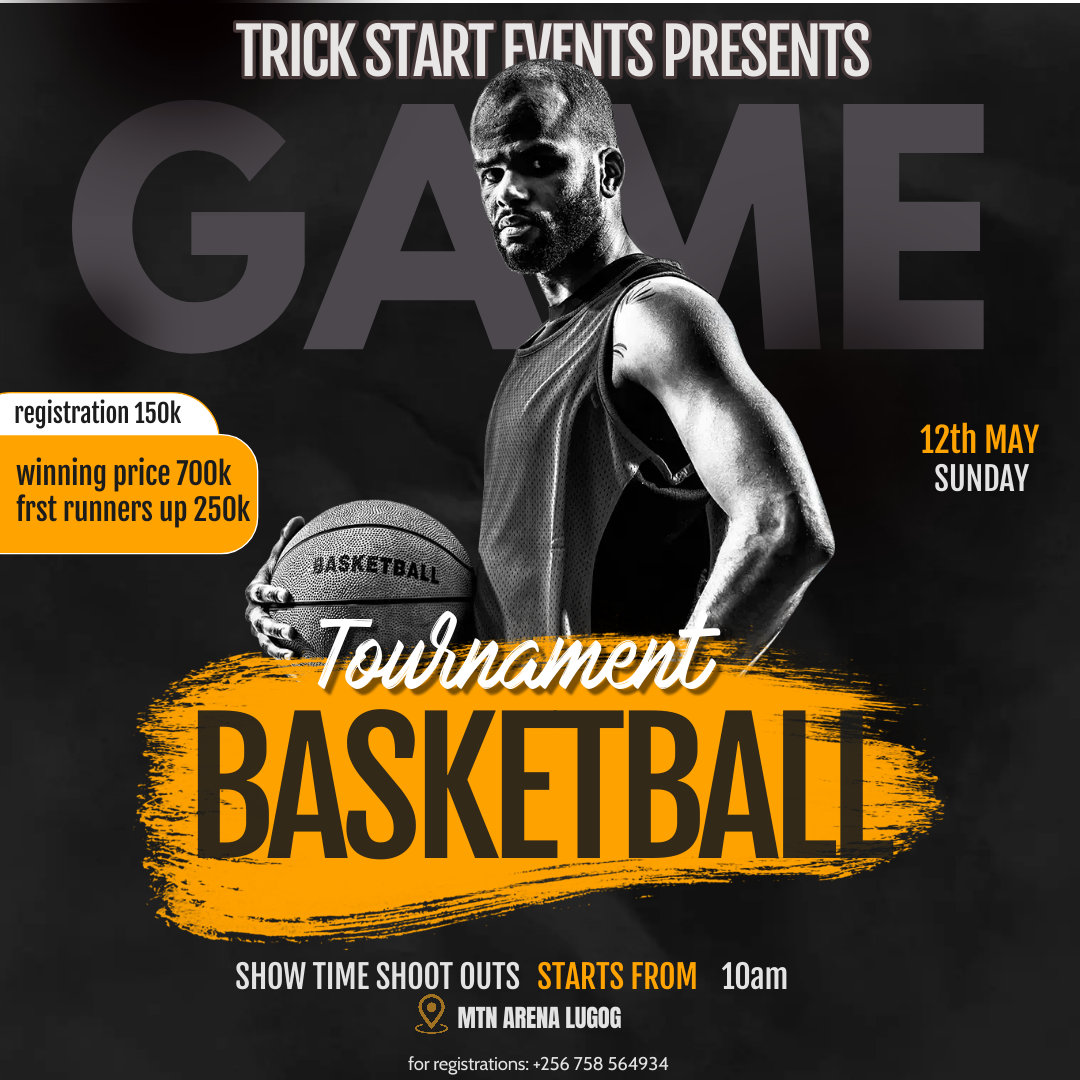 TRICK START EVENTS PRESENTS
GAME
registration 150k
winning price 700k
frst runners up 250k
12th MAY
SUNDAY
BASKETBALL
Tournament
BASKETBALL
SHOW TIME SHOOT OUTS STARTS FROM 10am
MTN ARENA LUGOG
for registrations: +256 758 564934